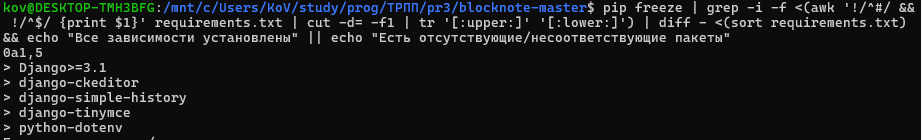 kov@DESKTOP-TMH3BFG:/mnt/c/Users/KoV/study/prog/ТРПП/pr3/blocknote-master$ pip freeze | grep -i -f <(awk '!/^#/ &&
!/^$/ {print $1}' requirements.txt | cut -d= -f1 | tr '[:upper:]' '[:lower:]') | diff - <(sort requirements.txt)
&& echo "Все зависимости установлены" || echo "Есть отсутствующие/несоответствующие пакеты"
0a1,5
> Django>=3.1
> django-ckeditor
> django-simple-history
> django-tinymce
> python-dotenv